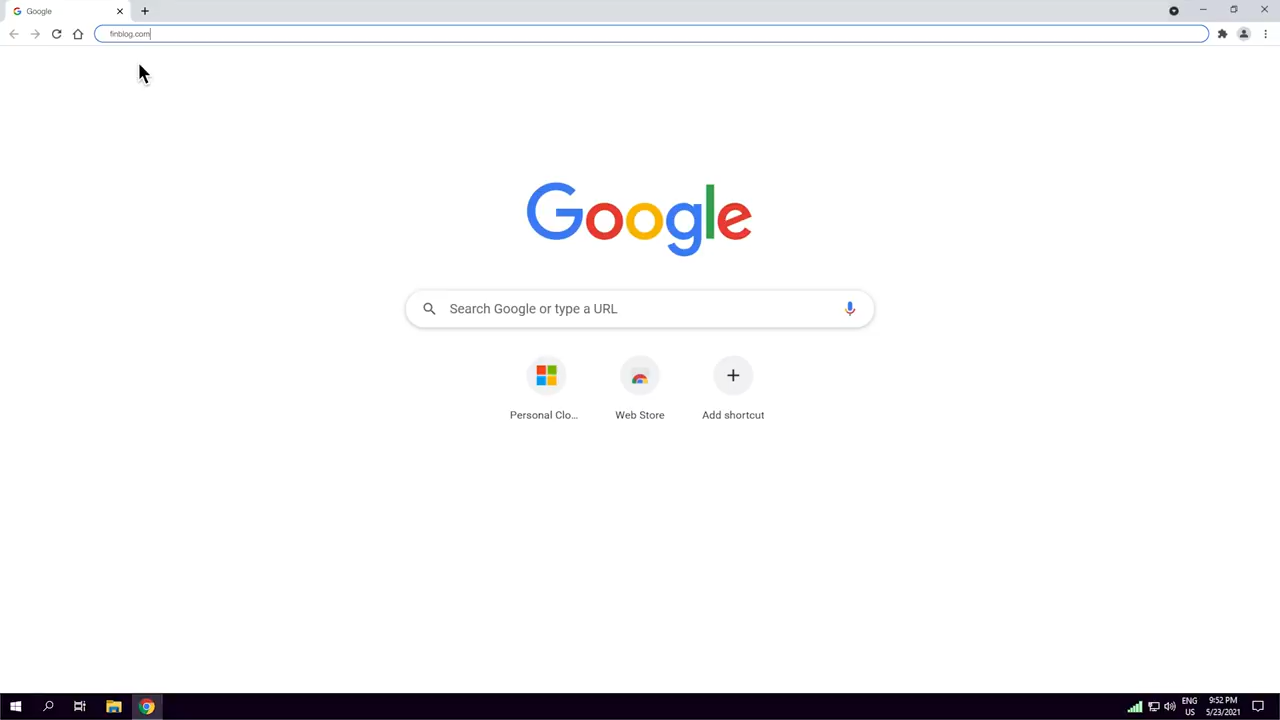 Google
finblog.com
Google
Search Google or type a URL
Personal Clo...
Web Store
Add shortcut
ENG
US
9:52 PM
5/23/2021